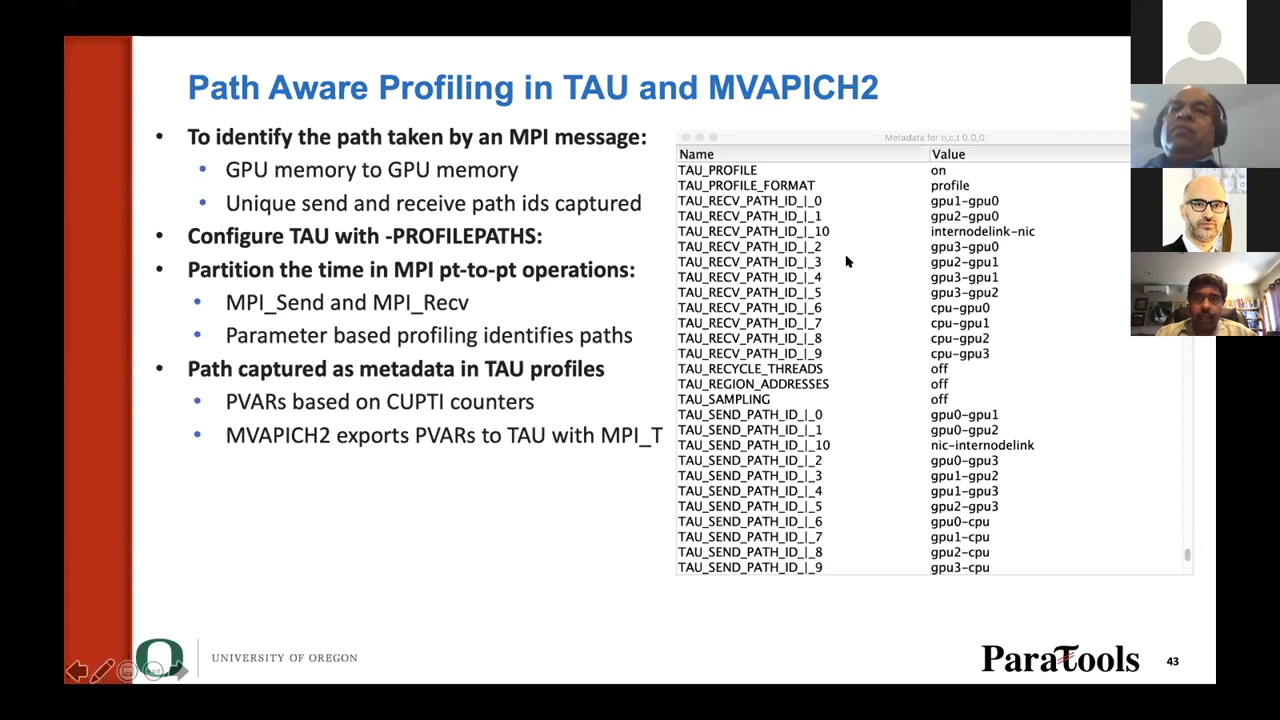 Path Aware Profiling in TAU and MVAPICH2
• To identify the path taken by an MPI message:
• GPU memory to GPU memory
• Unique send and receive path ids captured
• Configure TAU with -PROFILEPATHS:
• Partition the time in MPI pt-to-pt operations:
• MPI_Send and MPI_Recv
• Parameter based profiling identifies paths
• Path captured as metadata in TAU profiles
• PVARs based on CUPTI counters
• MVAPICH2 exports PVARs to TAU with MPI_T
Metadata for n,c,t 0,0,0
Name Value
TAU_PROFILE on
TAU_PROFILE_FORMAT profile
TAU_RECV_PATH_ID_|_0 gpu1-gpu0
TAU_RECV_PATH_ID_|_1 gpu2-gpu0
TAU_RECV_PATH_ID_|_10 internodelink-nic
TAU_RECV_PATH_ID_|_2 gpu3-gpu0
TAU_RECV_PATH_ID_|_3 gpu2-gpu1
TAU_RECV_PATH_ID_|_4 gpu3-gpu1
TAU_RECV_PATH_ID_|_5 gpu3-gpu2
TAU_RECV_PATH_ID_|_6 cpu-gpu0
TAU_RECV_PATH_ID_|_7 cpu-gpu1
TAU_RECV_PATH_ID_|_8 cpu-gpu2
TAU_RECV_PATH_ID_|_9 cpu-gpu3
TAU_RECYCLE_THREADS off
TAU_REGION_ADDRESSES off
TAU_SAMPLING off
TAU_SEND_PATH_ID_|_0 gpu0-gpu1
TAU_SEND_PATH_ID_|_1 gpu0-gpu2
TAU_SEND_PATH_ID_|_10 nic-internodelink
TAU_SEND_PATH_ID_|_2 gpu0-gpu3
TAU_SEND_PATH_ID_|_3 gpu1-gpu2
TAU_SEND_PATH_ID_|_4 gpu1-gpu3
TAU_SEND_PATH_ID_|_5 gpu2-gpu3
TAU_SEND_PATH_ID_|_6 gpu0-cpu
TAU_SEND_PATH_ID_|_7 gpu1-cpu
TAU_SEND_PATH_ID_|_8 gpu2-cpu
TAU_SEND_PATH_ID_|_9 gpu3-cpu
O UNIVERSITY OF OREGON
ParaTools
43